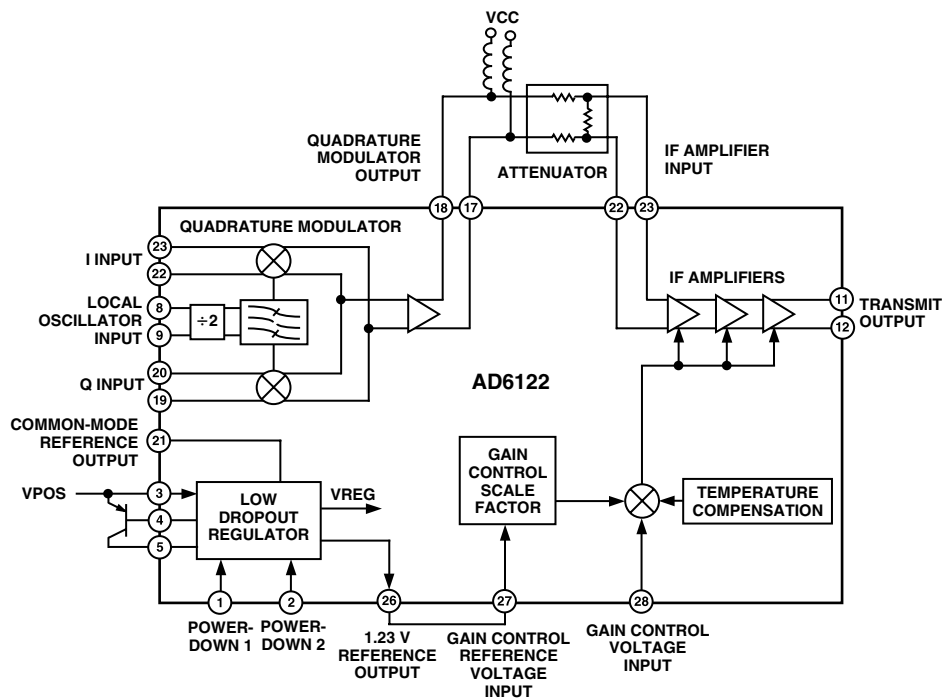 VCC
QUADRATURE
MODULATOR
OUTPUT
ATTENUATOR
IF AMPLIFIER
INPUT
18
17
22
23
QUADRATURE MODULATOR
I INPUT
23
22
LOCAL
OSCILLATOR
INPUT
8
9
÷2
Q INPUT
20
19
IF AMPLIFIERS
11
12
TRANSMIT
OUTPUT
AD6122
COMMON-MODE
REFERENCE
OUTPUT
21
VPOS
3
4
5
LOW
DROPOUT
REGULATOR
VREG
GAIN
CONTROL
SCALE
FACTOR
TEMPERATURE
COMPENSATION
1
2
26
27
28
POWER-
DOWN 1
POWER-
DOWN 2
1.23 V
REFERENCE
OUTPUT
GAIN CONTROL
REFERENCE
VOLTAGE
INPUT
GAIN CONTROL
VOLTAGE
INPUT